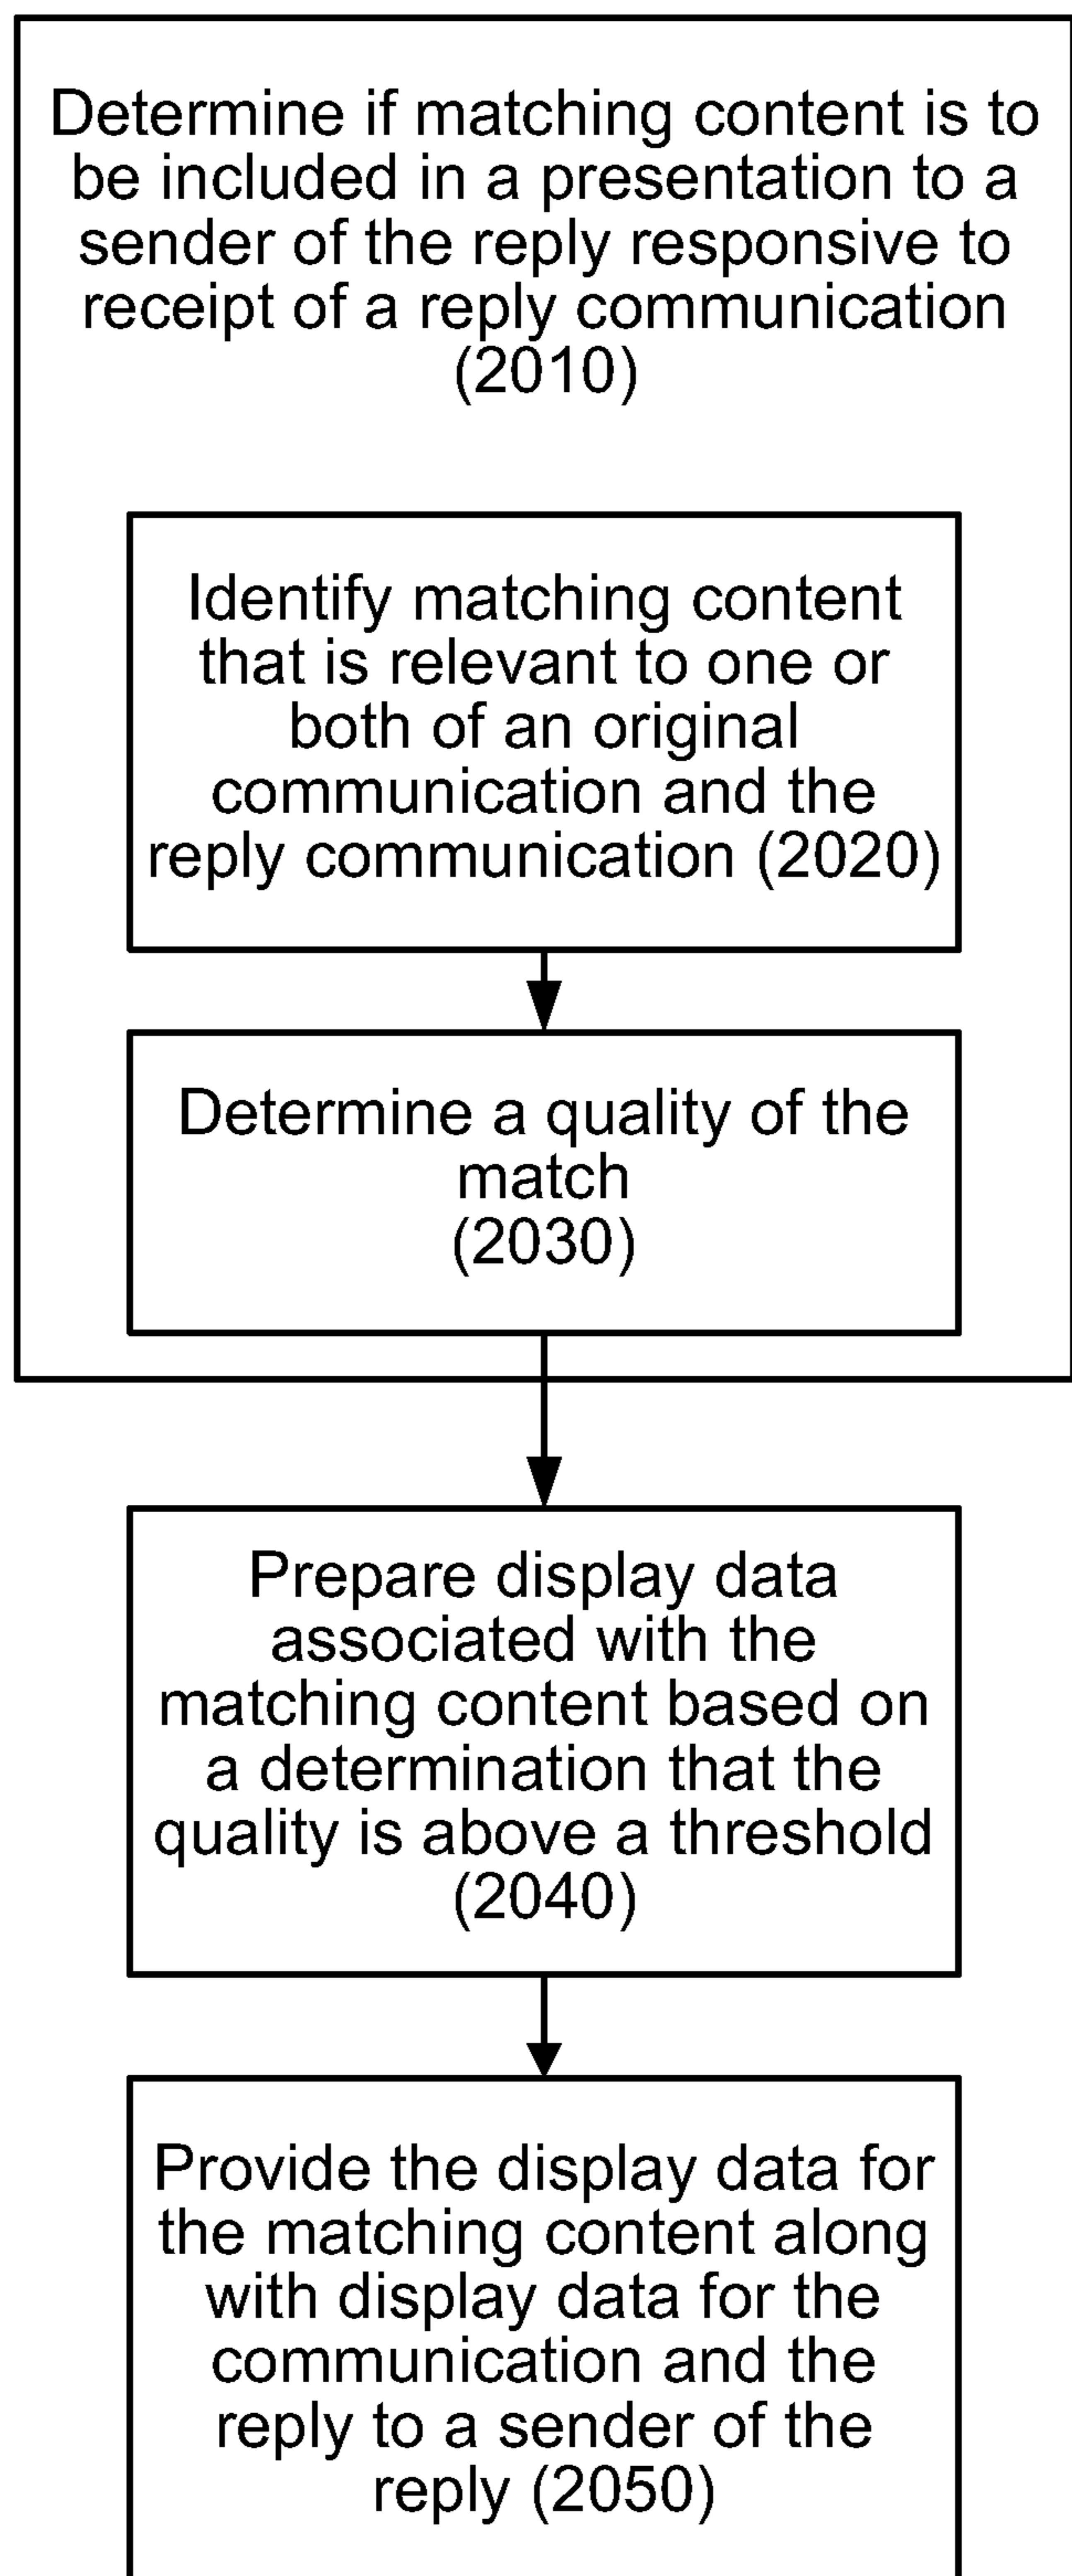 Determine if matching content is to
be included in a presentation to a
sender of the reply responsive to
receipt of a reply communication
(2010)
Identify matching content
that is relevant to one or
both of an original
communication and the
reply communication (2020)
Determine a quality of the
match
(2030)
Prepare display data
associated with the
matching content based on
a determination that the
quality is above a threshold
(2040)
Provide the display data for
the matching content along
with display data for the
communication and the
reply to a sender of the
reply (2050)